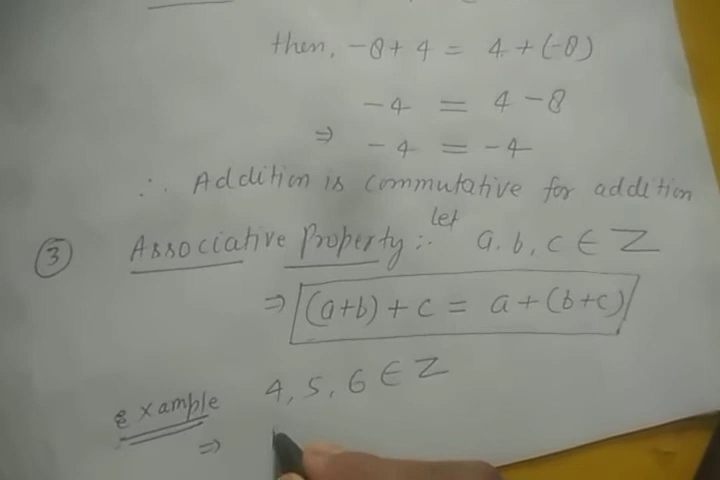 then, -8+4 = 4+(-8)
-4 = 4-8
⇒ -4 = -4
∴ Addition is commutative for addition
③ Associative Property:- let a, b, c ∈ Z
⇒ (a+b)+c = a+(b+c)
example 4, 5, 6 ∈ Z
⇒